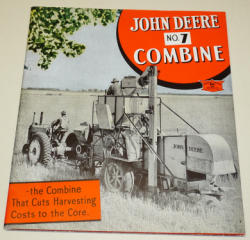 JOHN DEERE
NO. 7
COMBINE
JOHN DEERE
-the Combine
That Cuts Harvesting
Costs to the Core.